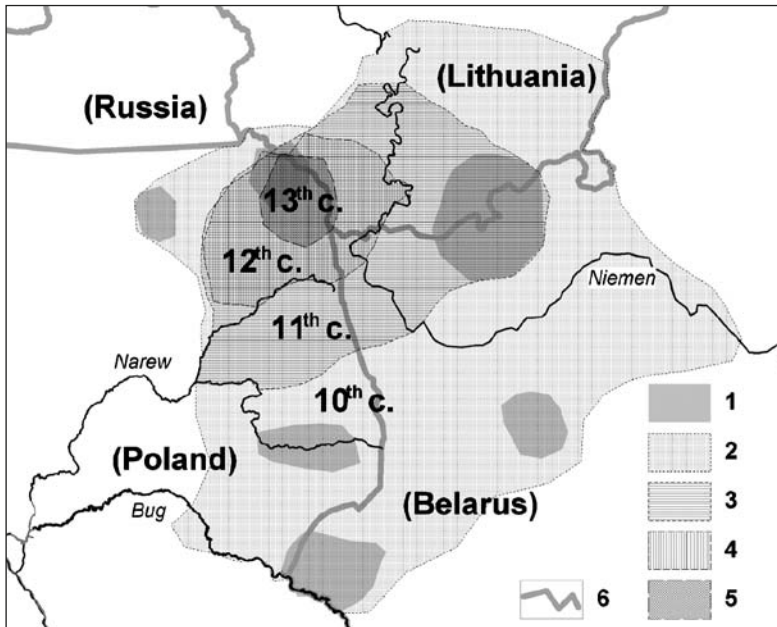 (Lithuania)
(Russia)
13th c.
12th c.
Niemen
11th c.
Narew
10th c.
1
2
(Poland)
(Belarus)
3
Bug
4
6
5